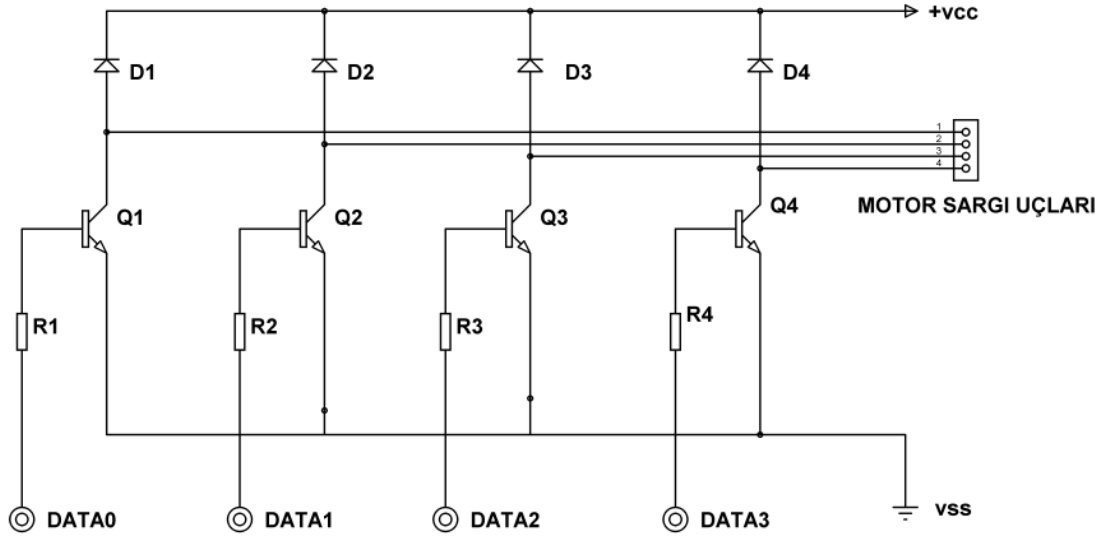 +vcc
D1
D2
D3
D4
1
2
3
4
MOTOR SARGI UÇLARI
Q1
Q2
Q3
Q4
R1
R2
R3
R4
DATA0
DATA1
DATA2
DATA3
vss